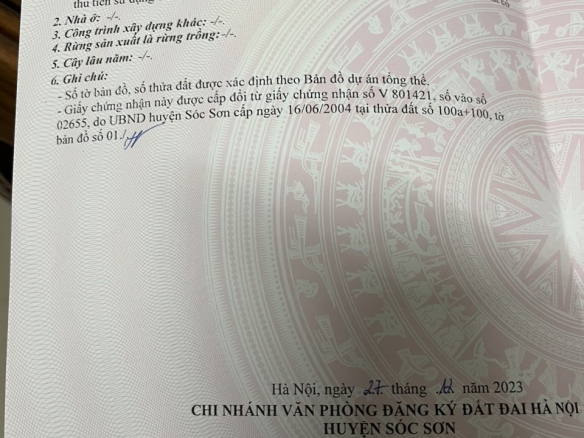 thu tiền sử dụng
2. Nhà ở: -/-.
3. Công trình xây dựng khác: -/-.
4. Rừng sản xuất là rừng trồng: -/-.
5. Cây lâu năm: -/-.
6. Ghi chú:
- Số tờ bản đồ, số thửa đất được xác định theo Bản đồ dự án tổng thể.
- Giấy chứng nhận này được cấp đổi từ giấy chứng nhận số V 801421, số vào sổ
02655, do UBND huyện Sóc Sơn cấp ngày 16/06/2004 tại thửa đất số 100a+100, tờ
bản đồ số 01./
Hà Nội, ngày 27 tháng 12 năm 2023
CHI NHÁNH VĂN PHÒNG ĐĂNG KÝ ĐẤT ĐAI HÀ NỘI
HUYỆN SÓC SƠN